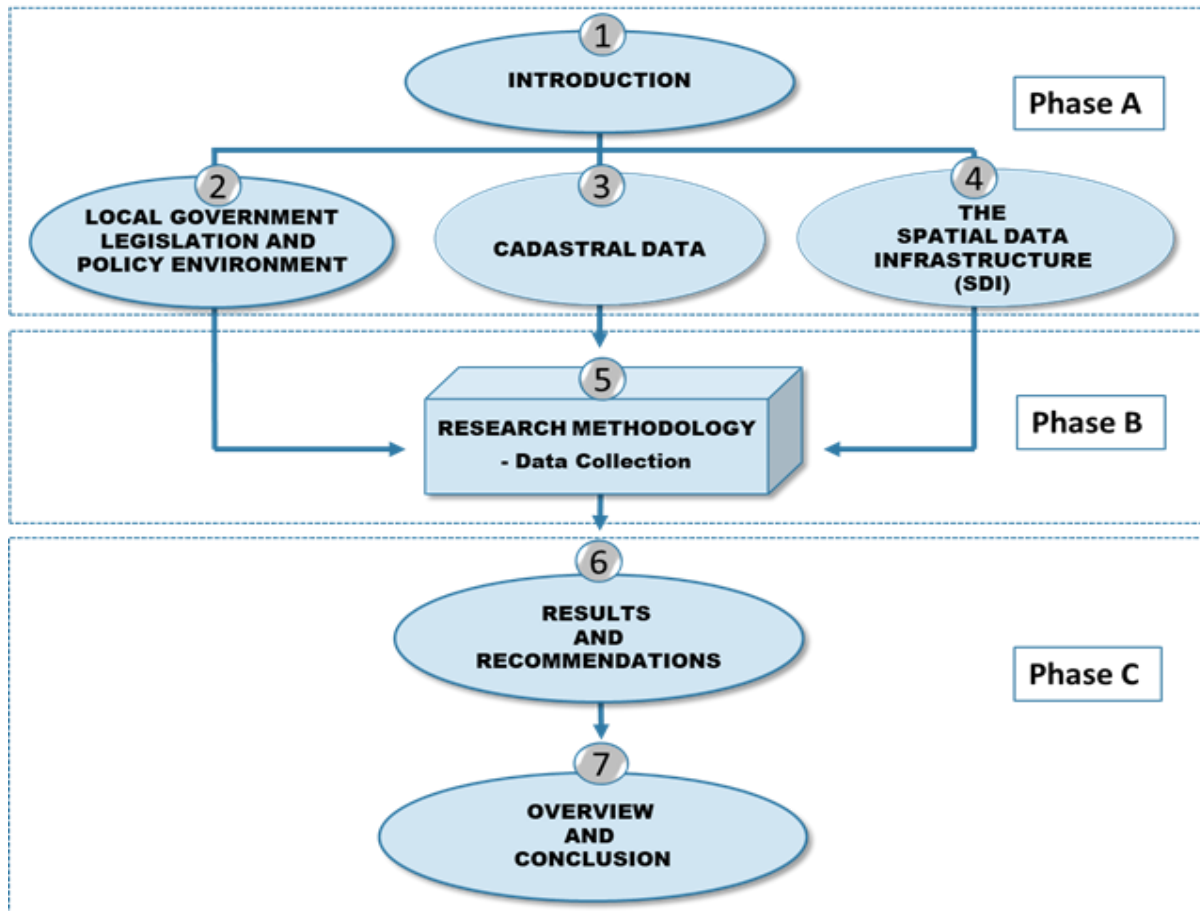 1
INTRODUCTION
Phase A
2
LOCAL GOVERNMENT
LEGISLATION AND
POLICY ENVIRONMENT
3
CADASTRAL DATA
4
THE
SPATIAL DATA
INFRASTRUCTURE
(SDI)
5
RESEARCH METHODOLOGY
- Data Collection
Phase B
6
RESULTS
AND
RECOMMENDATIONS
Phase C
7
OVERVIEW
AND
CONCLUSION